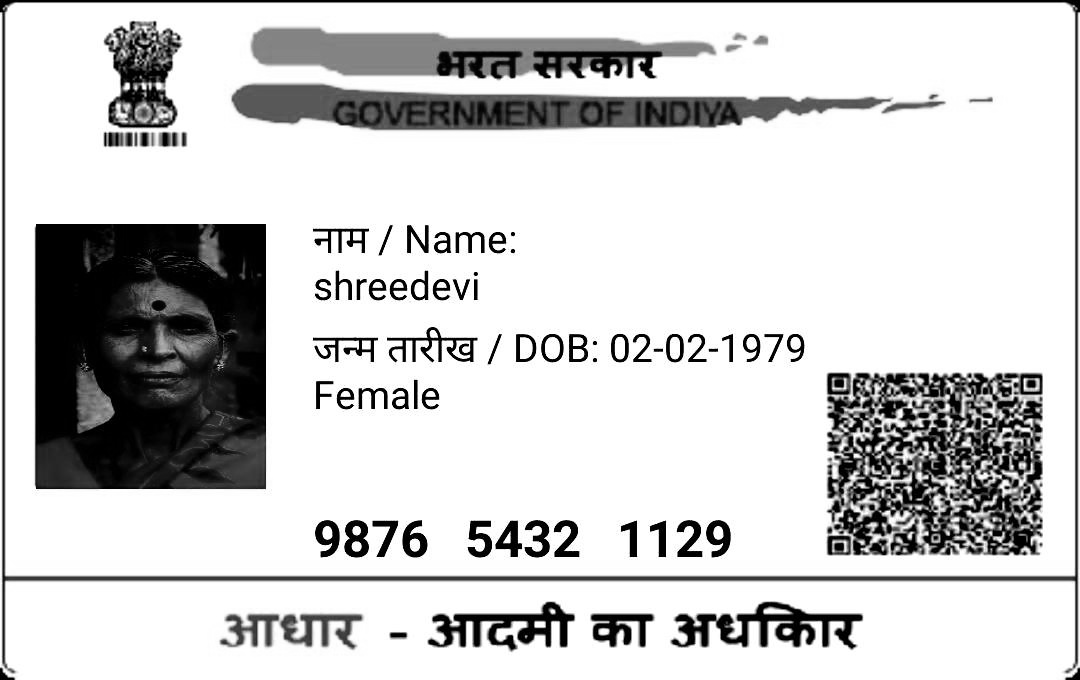 भरत सरकार
GOVERNMENT OF INDIYA
नाम / Name:
shreedevi
जन्म तारीख / DOB: 02-02-1979
Female
9876 5432 1129
आधार - आदमी का अधकिार